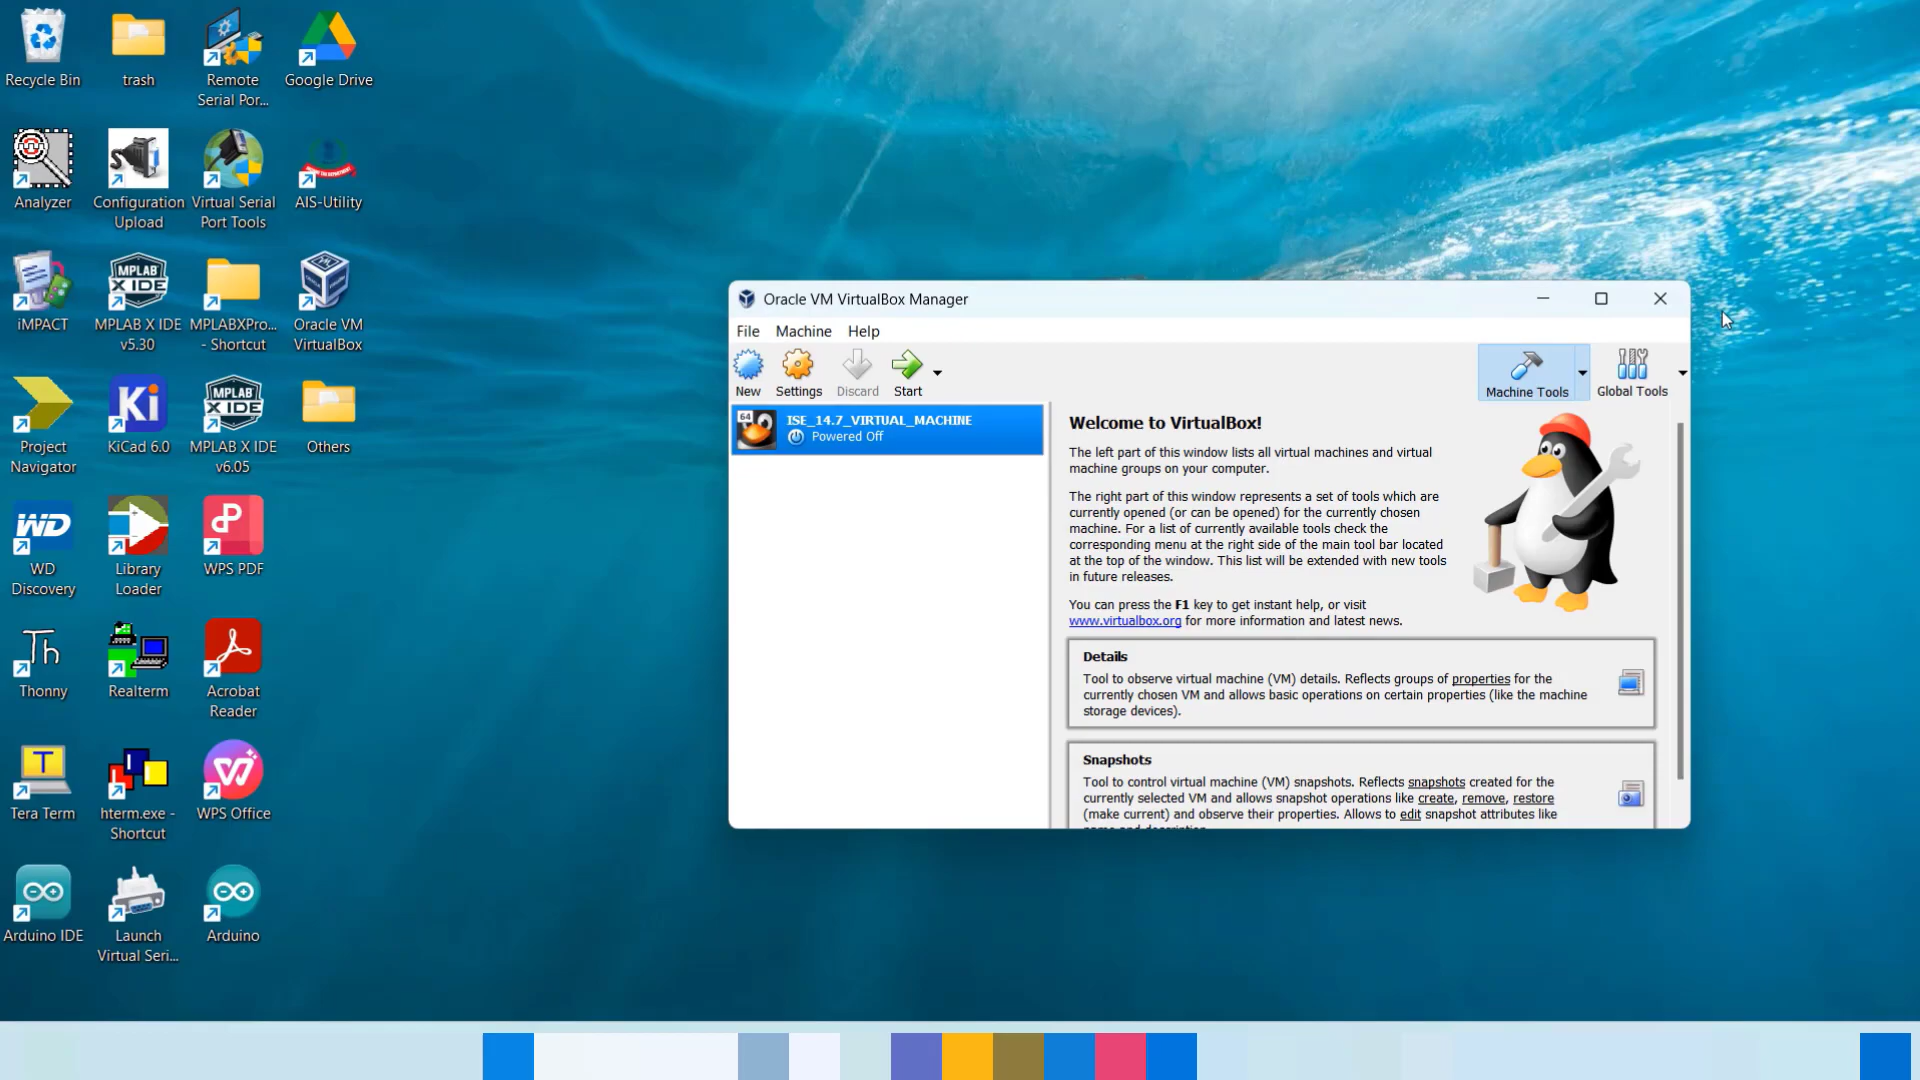 Recycle Bin
trash
Remote
Serial Por...
Google Drive
Analyzer
Configuration
Upload
Virtual Serial
Port Tools
AIS-Utility
iMPACT
MPLAB
X IDE
MPLAB X IDE
v5.30
MPLABXPro...
- Shortcut
Oracle VM
VirtualBox
Project
Navigator
Ki
KiCad 6.0
MPLAB
X IDE
MPLAB X IDE
v6.05
Others
WD
WD
Discovery
Library
Loader
WPS PDF
Th
Thonny
Realterm
Acrobat
Reader
T
Tera Term
hterm.exe -
Shortcut
WPS Office
Arduino IDE
Launch
Virtual Seri...
Arduino
Oracle VM VirtualBox Manager
File Machine Help
New Settings Discard Start Machine Tools Global Tools
64
ISE_14.7_VIRTUAL_MACHINE
Powered Off
Welcome to VirtualBox!
The left part of this window lists all virtual machines and virtual
machine groups on your computer.
The right part of this window represents a set of tools which are
currently opened (or can be opened) for the currently chosen
machine. For a list of currently available tools check the
corresponding menu at the right side of the main tool bar located
at the top of the window. This list will be extended with new tools
in future releases.
You can press the F1 key to get instant help, or visit
www.virtualbox.org for more information and latest news.
Details
Tool to observe virtual machine (VM) details. Reflects groups of properties for the
currently chosen VM and allows basic operations on certain properties (like the machine
storage devices).
Snapshots
Tool to control virtual machine (VM) snapshots. Reflects snapshots created for the
currently selected VM and allows snapshot operations like create, remove, restore
(make current) and observe their properties. Allows to edit snapshot attributes like